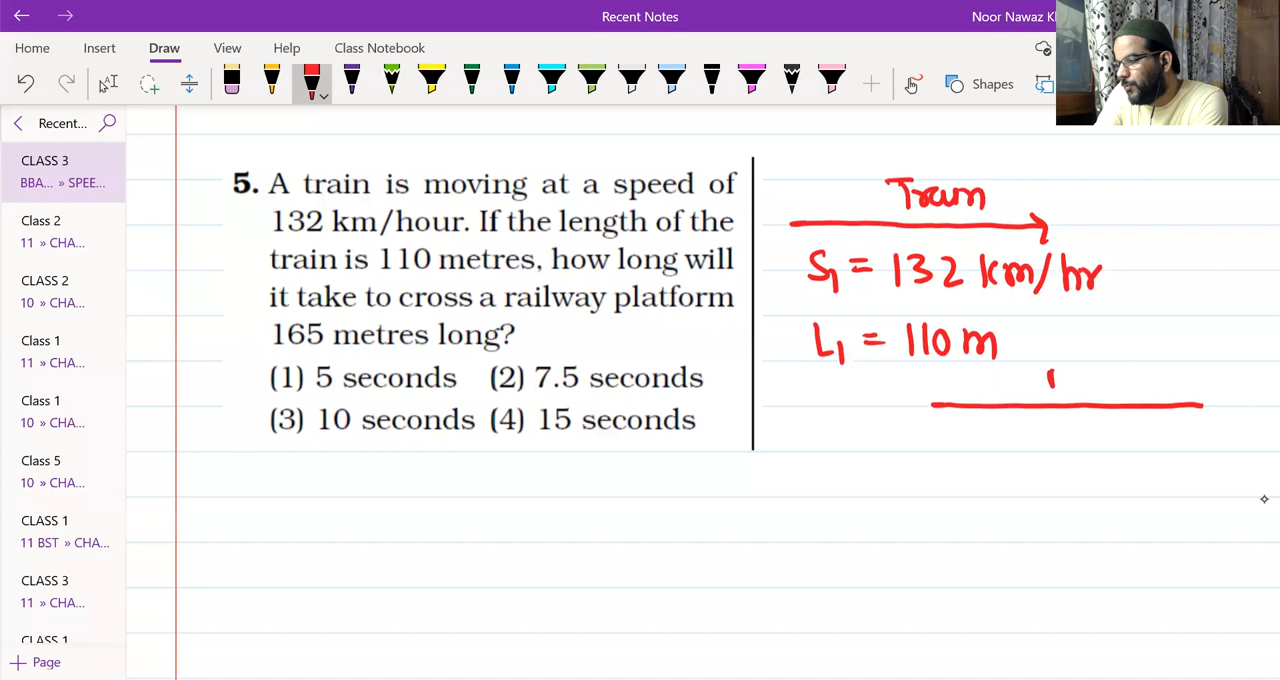 Recent Notes
Noor Nawaz Kh
Home Insert Draw View Help Class Notebook
Shapes
Recent...
CLASS 3
BBA... » SPEE...
Class 2
11 » CHA...
CLASS 2
10 » CHA...
Class 1
11 » CHA...
Class 1
10 » CHA...
Class 5
10 » CHA...
CLASS 1
11 BST » CHA...
CLASS 3
11 » CHA...
CLASS 1
Page
5. A train is moving at a speed of
132 km/hour. If the length of the
train is 110 metres, how long will
it take to cross a railway platform
165 metres long?
(1) 5 seconds (2) 7.5 seconds
(3) 10 seconds (4) 15 seconds
Train
S₁ = 132 km/hr
L₁ = 110 m